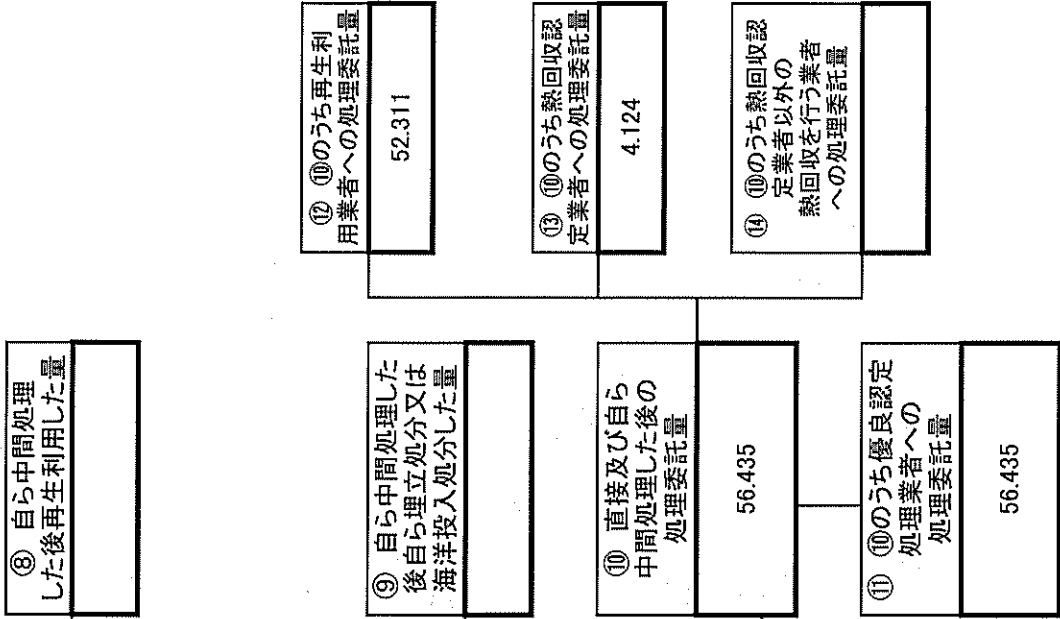 ⑧ 自ら中間処理
した後再生利用した量
⑨ 自ら中間処理した
後自ら埋立処分又は
海洋投入処分した量
⑩ 直接及び自ら
中間処理した後の
処理委託量
56.435
⑪ ⑩のうち優良認定
処理業者への
処理委託量
56.435
⑫ ⑩のうち再生利
用業者への処理委託量
52.311
⑬ ⑩のうち熱回収認
定業者への処理委託量
4.124
⑭ ⑩のうち熱回収認
定業者以外の
熱回収を行う業者
への処理委託量